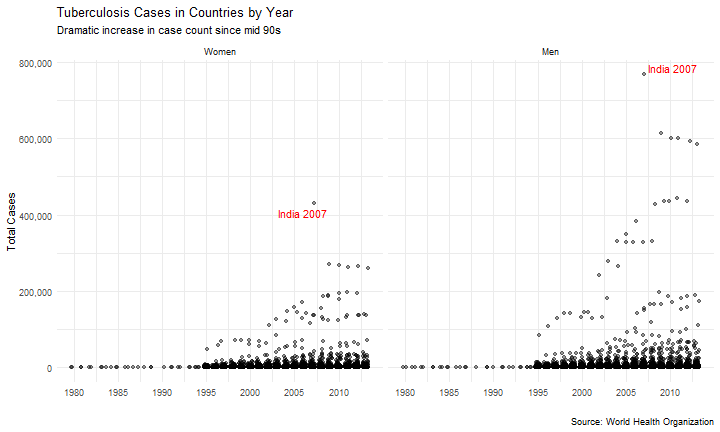 Tuberculosis Cases in Countries by Year
Dramatic increase in case count since mid 90s
Women
Men
Total Cases
800,000
600,000
400,000
200,000
0
India 2007
India 2007
1980 1985 1990 1995 2000 2005 2010
1980 1985 1990 1995 2000 2005 2010
Source: World Health Organization